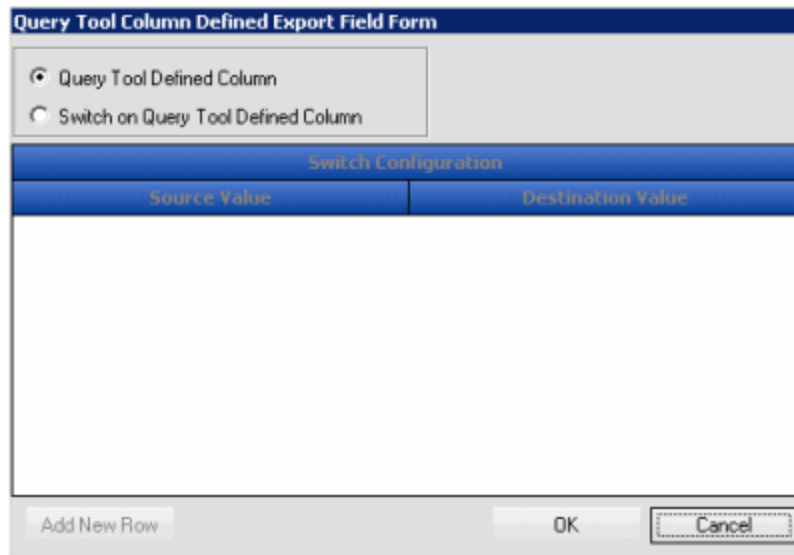 Query Tool Column Defined Export Field Form
Query Tool Defined Column
Switch on Query Tool Defined Column
Switch Configuration
Source Value Destination Value
Add New Row OK Cancel